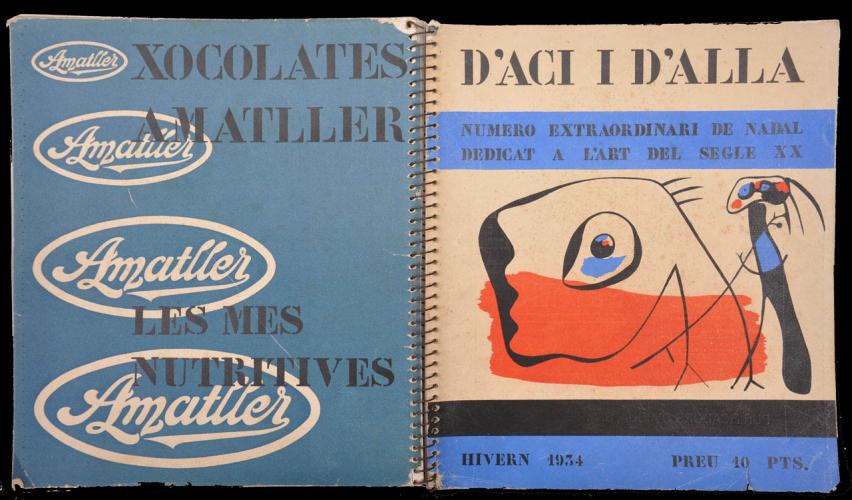 Amatller
XOCOLATES
AMATLLER
Amatller
Amatller
LES MES
NUTRITIVES
Amatller
D'ACI I D'ALLA
NUMERO EXTRAORDINARI DE NADAL
DEDICAT A L'ART DEL SEGLE XX
HIVERN 1934
PREU 10 PTS.